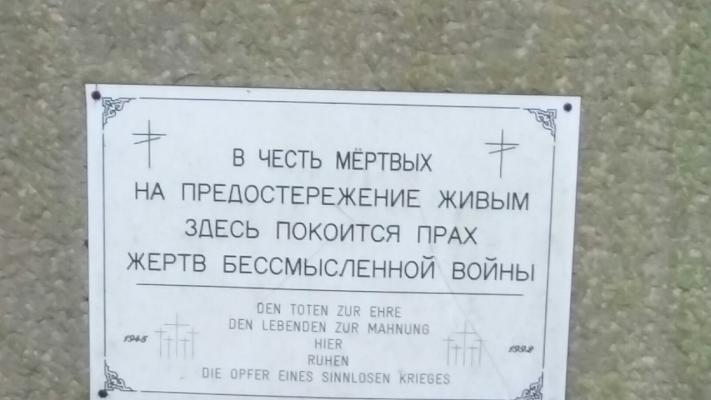 В ЧЕСТЬ МЁРТВЫХ
НА ПРЕДОСТЕРЕЖЕНИЕ ЖИВЫМ
ЗДЕСЬ ПОКОИТСЯ ПРАХ
ЖЕРТВ БЕССМЫСЛЕННОЙ ВОЙНЫ
DEN TOTEN ZUR EHRE
DEN LEBENDEN ZUR MAHNUNG
1945 HIER 1992
RUHEN
DIE OPFER EINES SINNLOSEN KRIEGES